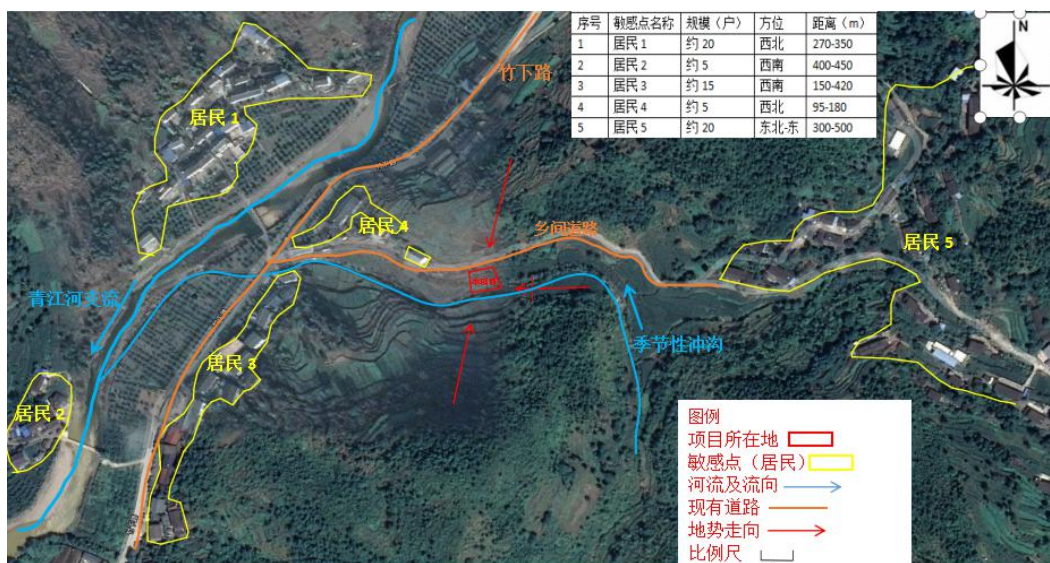 序号 敏感点名称 规模（户） 方位 距离（m）
1 居民 1 约 20 西北 270-350
2 居民 2 约 5 西南 400-450
3 居民 3 约 15 西南 150-420
4 居民 4 约 5 西北 95-180
5 居民 5 约 20 东北-东 300-500
N
竹下路
居民 1
居民 4
乡间道路
居民 5
青江河支流
季节性冲沟
居民 3
居民 2
图例
项目所在地
敏感点（居民）
河流及流向
现有道路
地势走向
比例尺